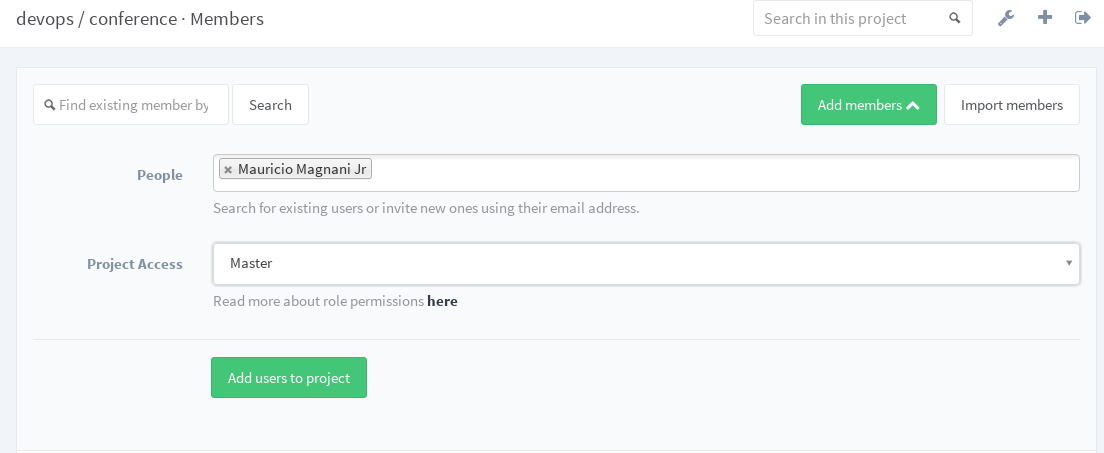 devops / conference · Members
Search in this project
Find existing member by
Search
Add members
Import members
People
× Mauricio Magnani Jr
Search for existing users or invite new ones using their email address.
Project Access
Master
Read more about role permissions here
Add users to project